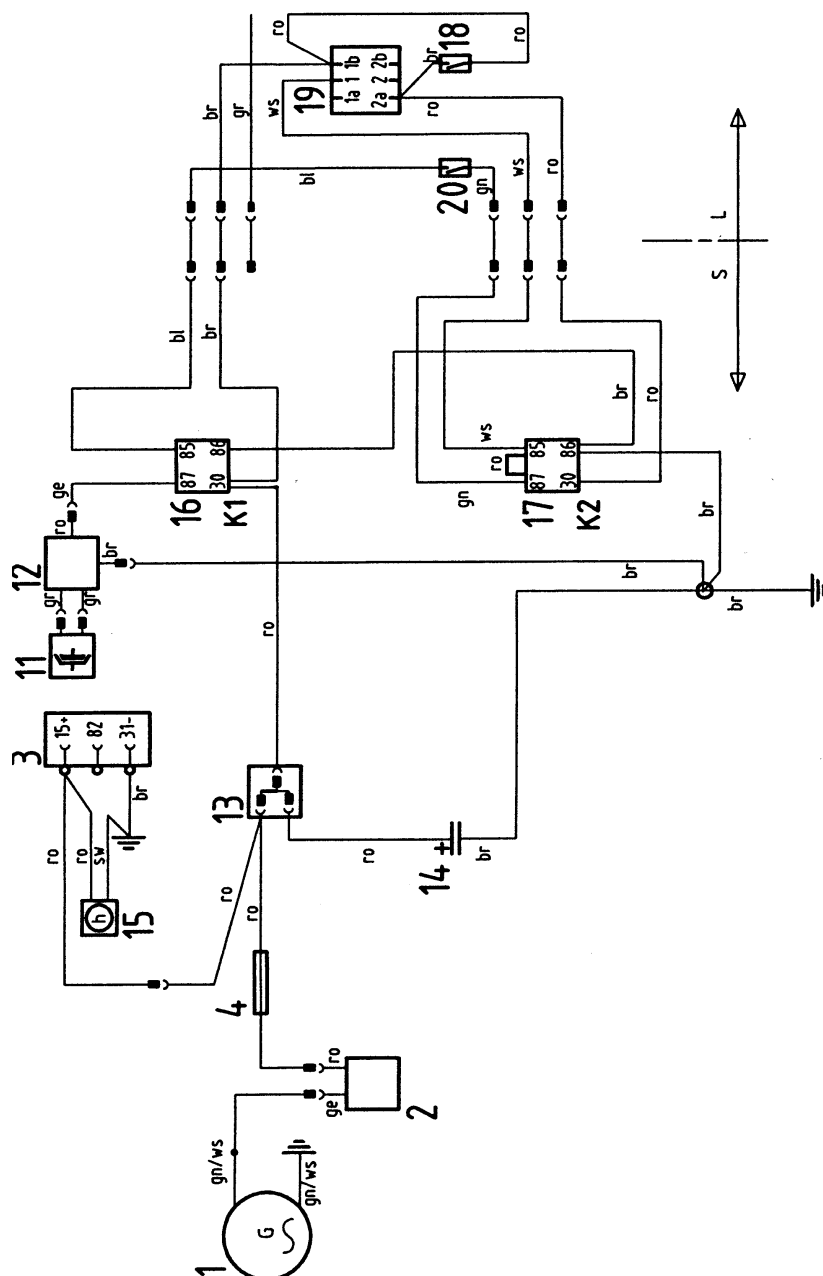 ro
br
18
ro
1b
2b
1
2
1a
2a
19
br
gr
ws
ro
bl
20
gn
ws
ro
L
S
bl
br
85
86
87
30
16
K1
ws
ro
85
86
87
30
17
K2
br
ro
gn
br
ge
ro
12
br
gr
gr
11
ro
br
br
3
15+
82
31-
br
13
ro
ro
sw
h
15
ro
ro
ro
14
+
br
4
ro
ge
2
gn/ws
gn/ws
G
1